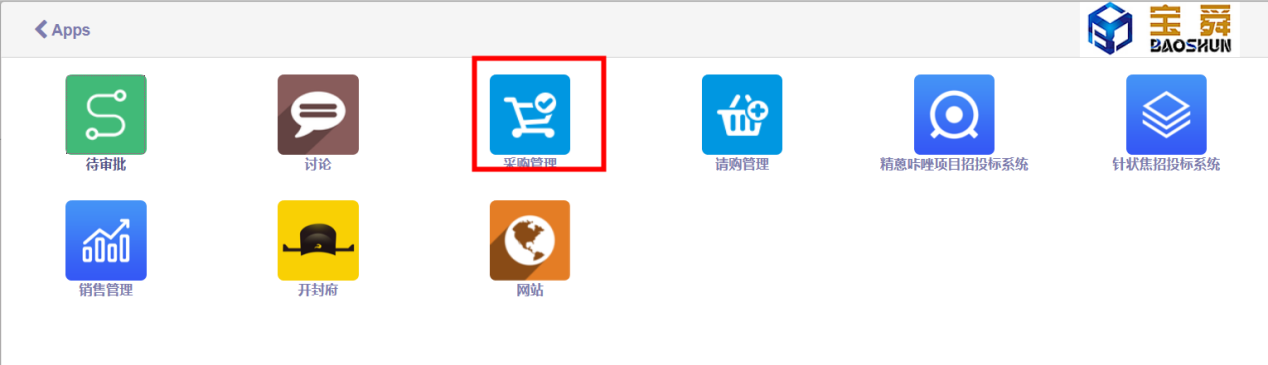 Apps
宝舜
BAOSHUN
待审批
讨论
采购管理
请购管理
精蒽咔唑项目招投标系统
针状焦招投标系统
销售管理
开封府
网站